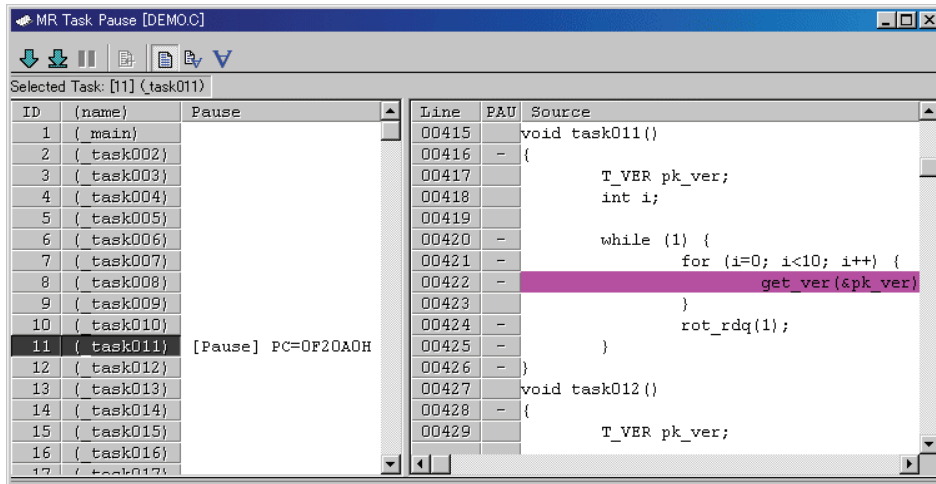 MR Task Pause [DEMO.C]
Selected Task: [11] (_task011)
ID (name) Pause
1 (_main)
2 (_task002)
3 (_task003)
4 (_task004)
5 (_task005)
6 (_task006)
7 (_task007)
8 (_task008)
9 (_task009)
10 (_task010)
11 (_task011) [Pause] PC=0F20A0H
12 (_task012)
13 (_task013)
14 (_task014)
15 (_task015)
16 (_task016)
17 (_task017)
Line PAU Source
00415 void task011()
00416 - {
00417 T_VER pk_ver;
00418 int i;
00419
00420 - while (1) {
00421 - for (i=0; i<10; i++) {
00422 - get_ver(&pk_ver)
00423 }
00424 - rot_rdq(1);
00425 - }
00426 - }
00427 void task012()
00428 - {
00429 T_VER pk_ver;